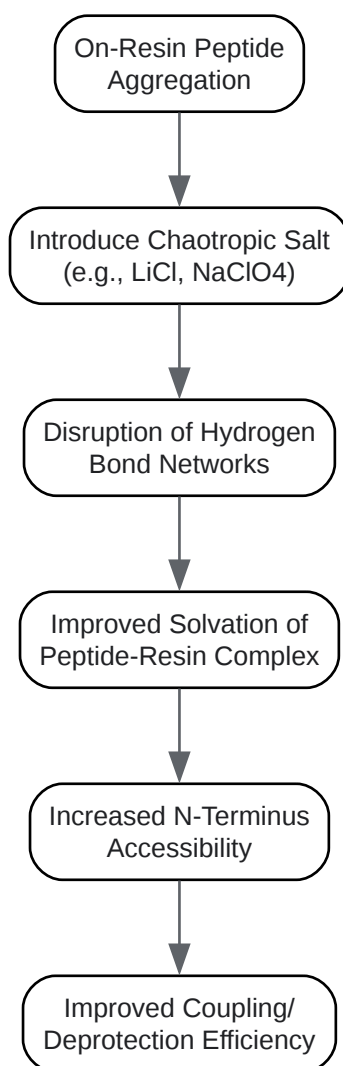 On-Resin Peptide
Aggregation
Introduce Chaotropic Salt
(e.g., LiCl, NaClO4)
Disruption of Hydrogen
Bond Networks
Improved Solvation of
Peptide-Resin Complex
Increased N-Terminus
Accessibility
Improved Coupling/
Deprotection Efficiency